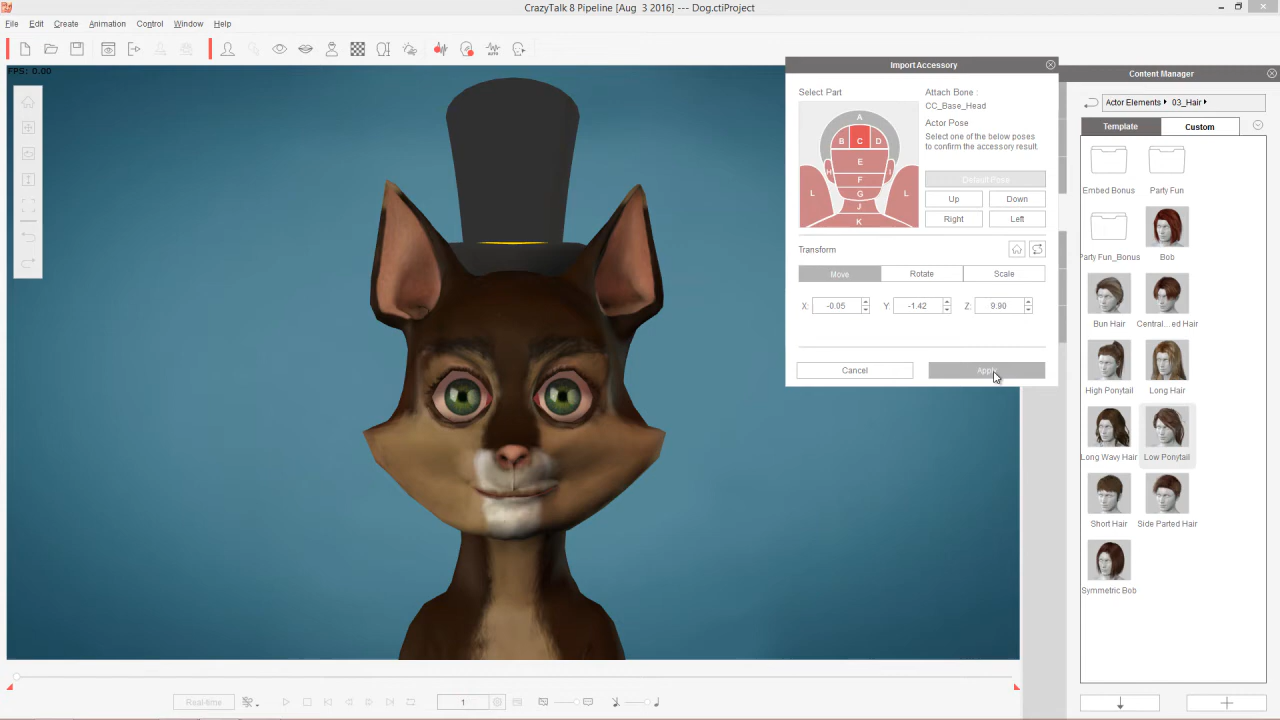 CrazyTalk 8 Pipeline [Aug 3 2016] --- Dog.ctiProject
File Edit Create Animation Control Window Help
FPS: 0.00
Import Accessory
Select Part
Attach Bone :
CC_Base_Head
Actor Pose
Select one of the below poses
to confirm the accessory result.
Default Pose
Up Down
Right Left
A
B C D
E
H F I
L G L
J
K
Transform
Move Rotate Scale
X: -0.05 Y: -1.42 Z: 9.90
Cancel Apply
Content Manager
Actor Elements 03_Hair
Template Custom
Embed Bonus Party Fun
Party Fun_Bonus Bob
Bun Hair Central...ed Hair
High Ponytail Long Hair
Long Wavy Hair Low Ponytail
Short Hair Side Parted Hair
Symmetric Bob
Real-time 1